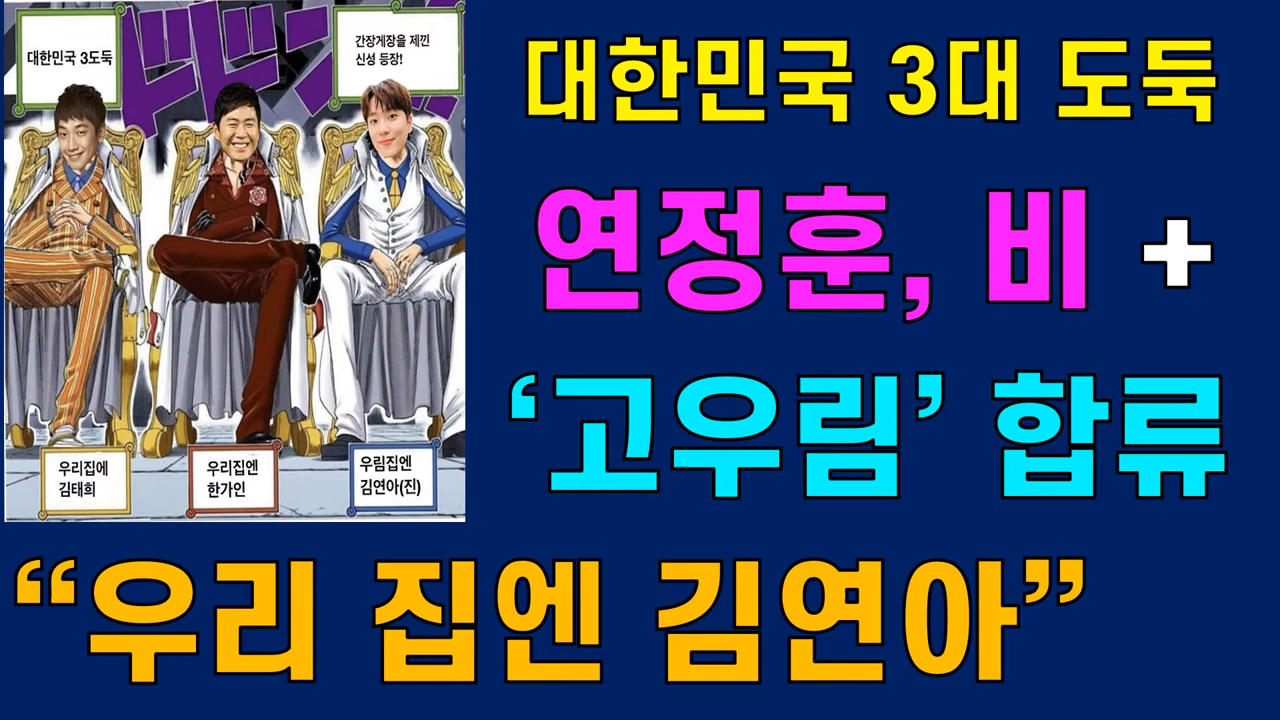 대한민국 3도둑
간장게장을 제낀
신성 등장!
ドドン
우리집에
김태희
우리집엔
한가인
우림집엔
김연아(진)
대한민국 3대 도둑
연정훈, 비 +
‘고우림’ 합류
“우리 집엔 김연아”